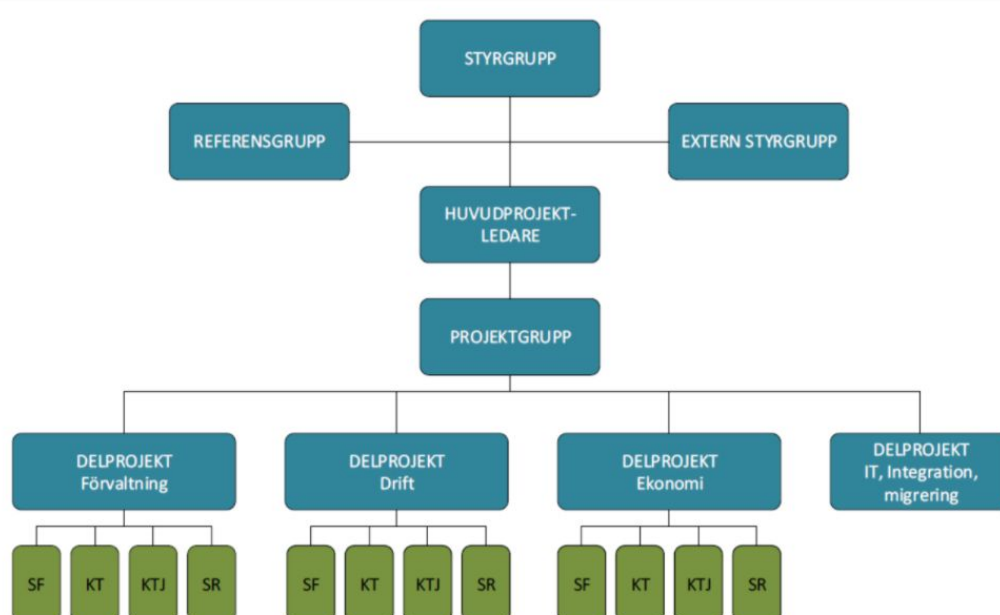 STYRGRUPP
REFERENSGRUPP
EXTERN STYRGRUPP
HUVUDPROJEKT-
LEDARE
PROJEKTGRUPP
DELPROJEKT
Förvaltning
DELPROJEKT
Drift
DELPROJEKT
Ekonomi
DELPROJEKT
IT, Integration,
migrering
SF
KT
KTJ
SR
SF
KT
KTJ
SR
SF
KT
KTJ
SR